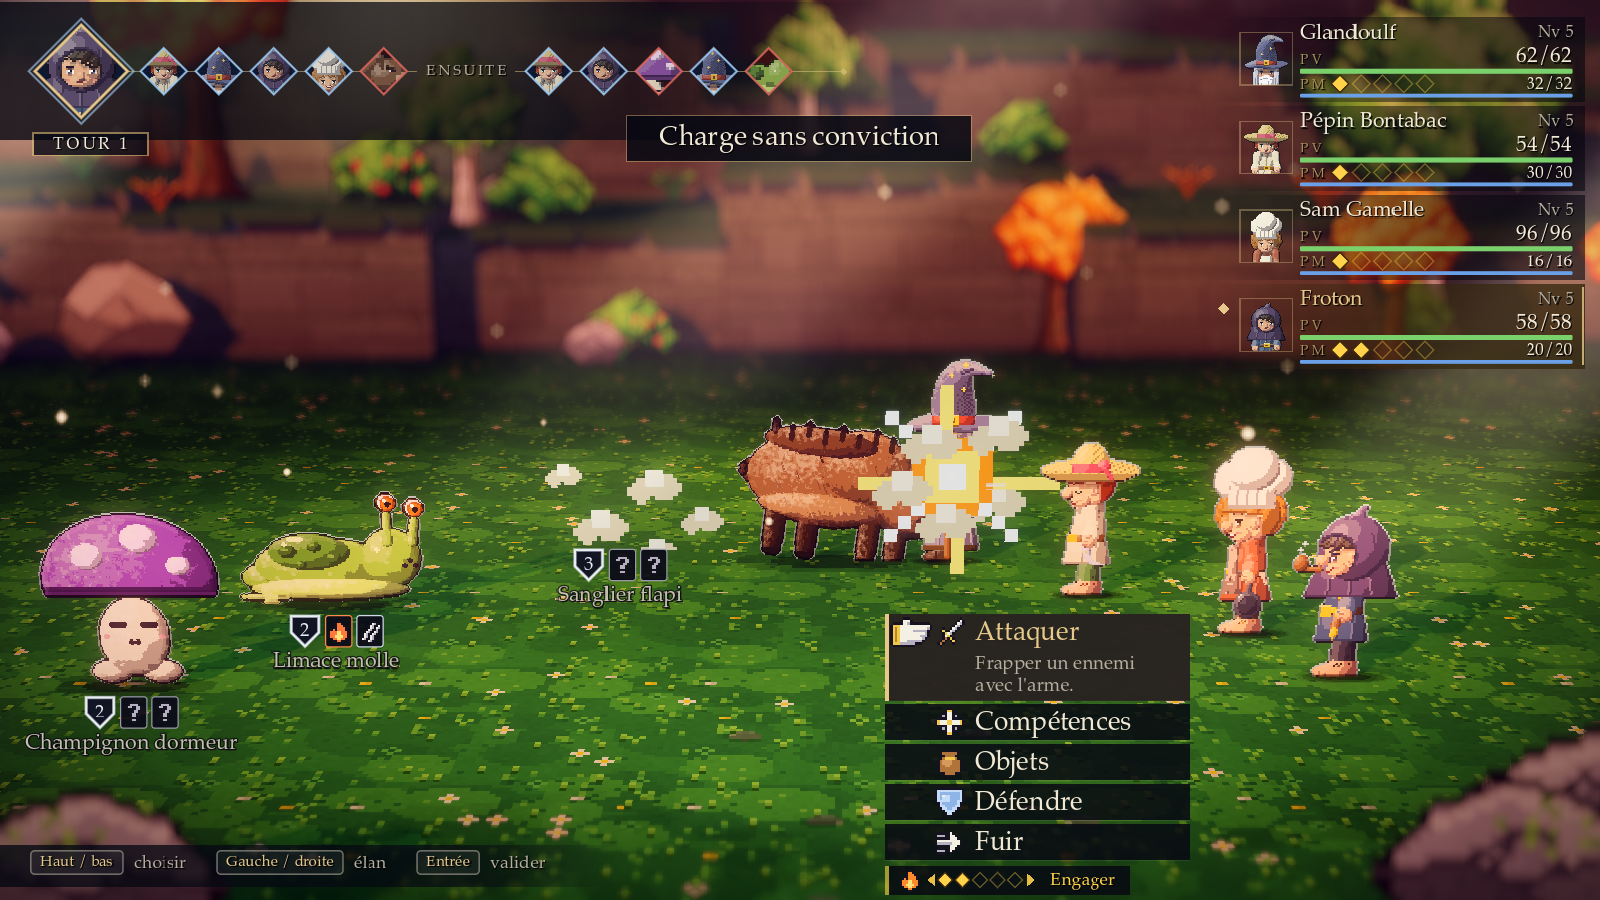 ENSUITE
TOUR 1
Charge sans conviction
Glandoulf Nv 5
PV 62/62
PM 32/32
Pépin Bontabac Nv 5
PV 54/54
PM 30/30
Sam Gamelle Nv 5
PV 96/96
PM 16/16
Froton Nv 5
PV 58/58
PM 20/20
3 ? ?
Sanglier flapi
2
Limace molle
2 ? ?
Champignon dormeur
Attaquer
Frapper un ennemi
avec l'arme.
Compétences
Objets
Défendre
Fuir
Engager
Haut / bas choisir Gauche / droite élan Entrée valider